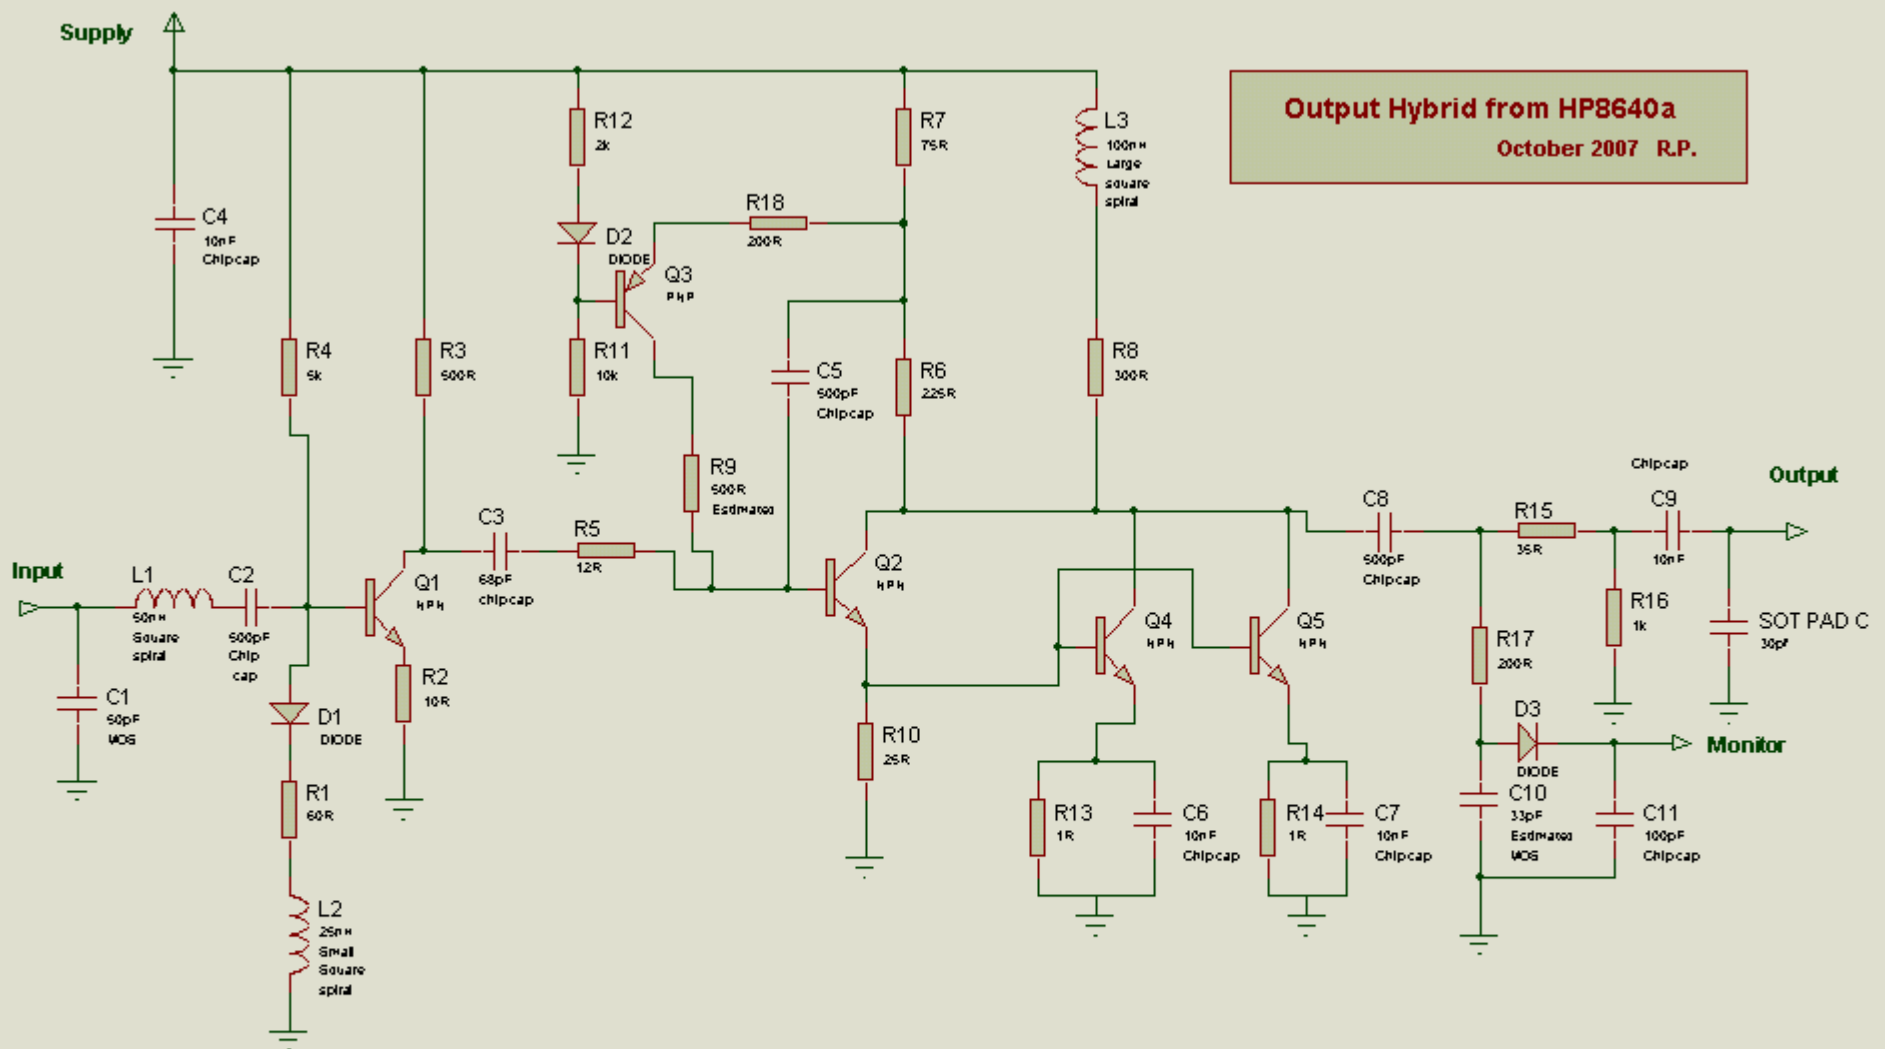 Supply
Output Hybrid from HP8640a
October 2007 R.P.
R12
2k
R7
75R
L3
100nH
Large
square
spiral
C4
10nF
Chipcap
R18
200R
D2
DIODE
Q3
PNP
R4
5k
R3
500R
R11
10k
C5
500pF
Chipcap
R6
225R
R8
300R
R9
500R
Estimated
C3
68pF
chipcap
R5
12R
Q2
NPN
C8
500pF
Chipcap
R15
35R
Chipcap
C9
10nF
Output
Input
L1
50nH
Square
spiral
C2
500pF
Chip
cap
Q1
NPN
Q4
NPN
Q5
NPN
R17
200R
R16
1k
SOT PAD C
30pF
C1
50pF
MOS
R2
10R
D1
DIODE
R10
25R
D3
DIODE
Monitor
R1
60R
R13
1R
C6
10nF
Chipcap
R14
1R
C7
10nF
Chipcap
C10
33pF
Estimated
MOS
C11
100pF
Chipcap
L2
25nH
Small
Square
spiral